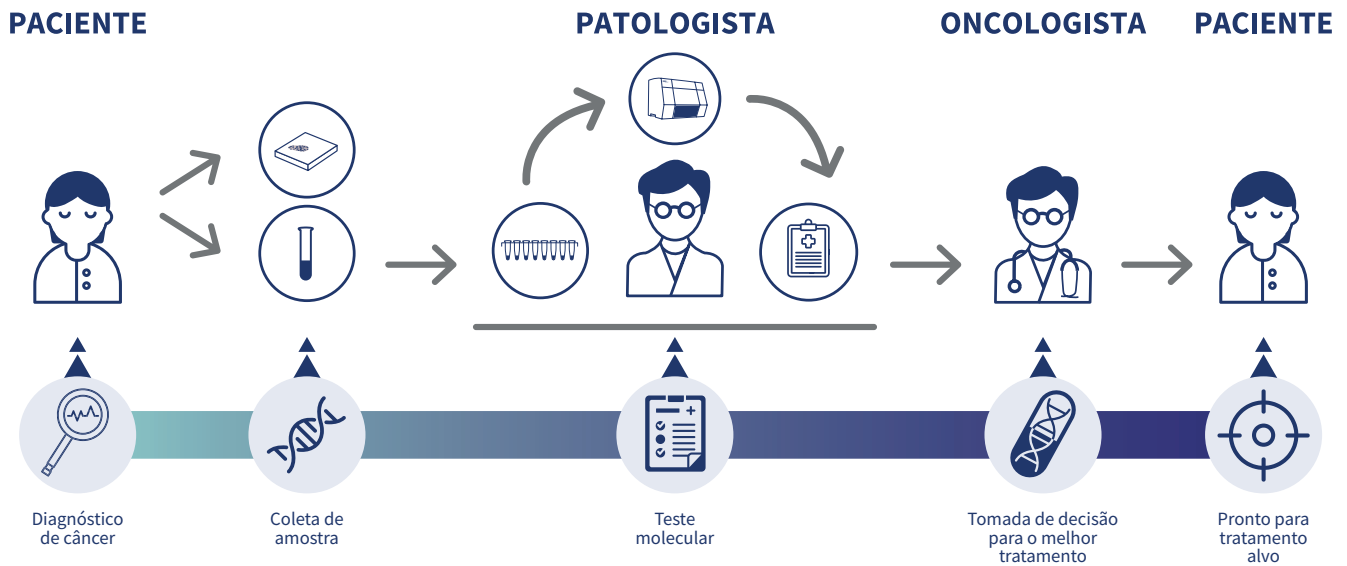 PACIENTE
PATOLOGISTA
ONCOLOGISTA
PACIENTE
Diagnóstico
de câncer
Coleta de
amostra
Teste
molecular
Tomada de decisão
para o melhor
tratamento
Pronto para
tratamento
alvo